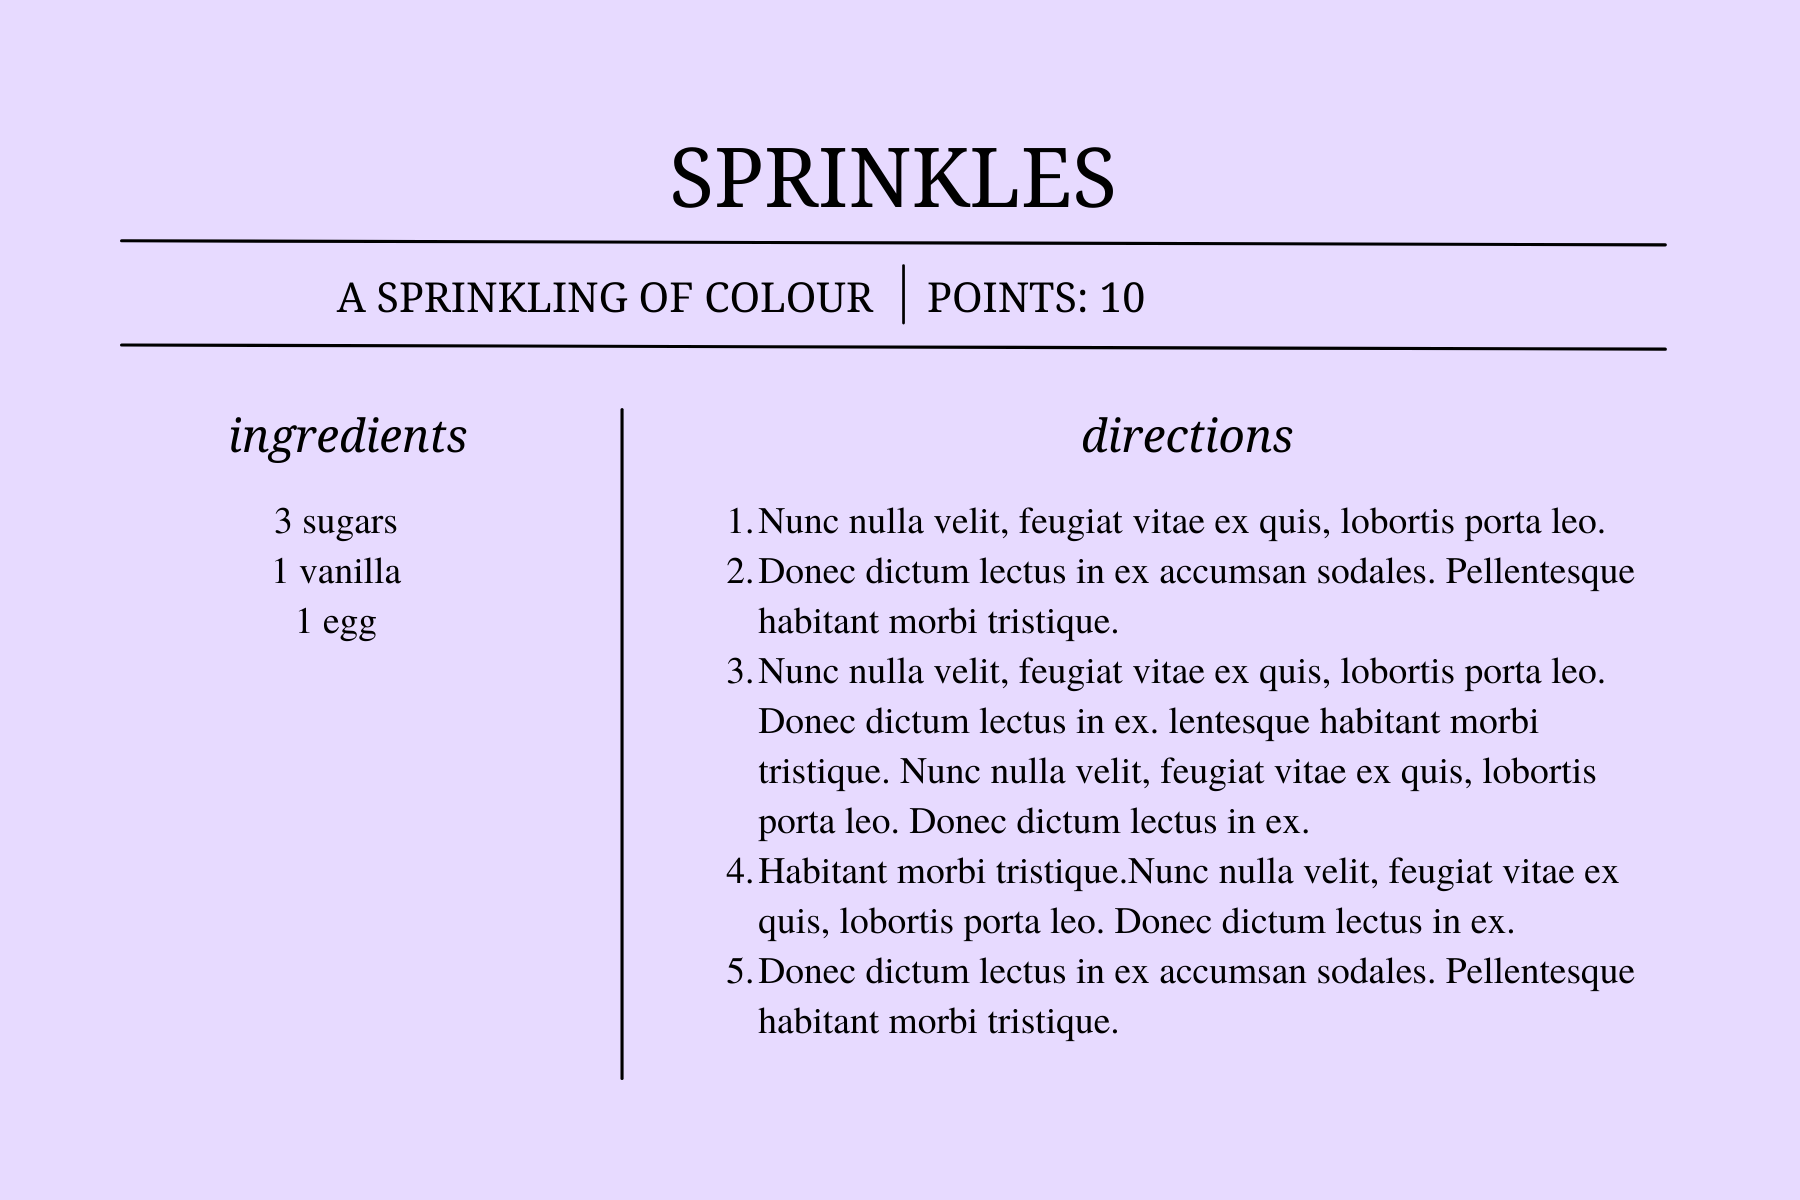 SPRINKLES
A SPRINKLING OF COLOUR POINTS: 10
ingredients
3 sugars
1 vanilla
1 egg
directions
1. Nunc nulla velit, feugiat vitae ex quis, lobortis porta leo.
2. Donec dictum lectus in ex accumsan sodales. Pellentesque
habitant morbi tristique.
3. Nunc nulla velit, feugiat vitae ex quis, lobortis porta leo.
Donec dictum lectus in ex. lentesque habitant morbi
tristique. Nunc nulla velit, feugiat vitae ex quis, lobortis
porta leo. Donec dictum lectus in ex.
4. Habitant morbi tristique.Nunc nulla velit, feugiat vitae ex
quis, lobortis porta leo. Donec dictum lectus in ex.
5. Donec dictum lectus in ex accumsan sodales. Pellentesque
habitant morbi tristique.